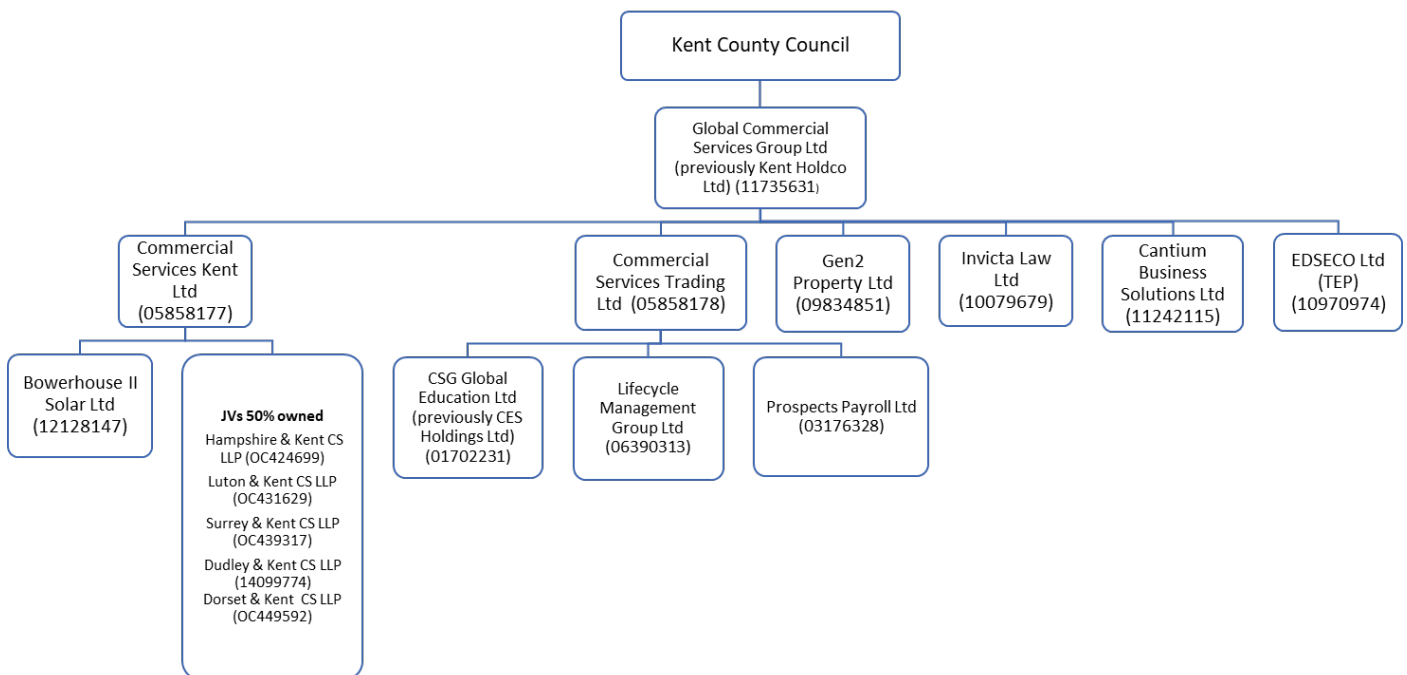 Kent County Council
Global Commercial
Services Group Ltd
(previously Kent Holdco
Ltd) (11735631)
Commercial
Services Kent
Ltd
(05858177)
Commercial
Services Trading
Ltd (05858178)
Gen2
Property Ltd
(09834851)
Invicta Law
Ltd
(10079679)
Cantium
Business
Solutions Ltd
(11242115)
EDSECO Ltd
(TEP)
(10970974)
Bowerhouse II
Solar Ltd
(12128147)
JVs 50% owned
Hampshire & Kent CS
LLP (OC424699)
Luton & Kent CS LLP
(OC431629)
Surrey & Kent CS LLP
(OC439317)
Dudley & Kent CS LLP
(14099774)
Dorset & Kent CS LLP
(OC449592)
CSG Global
Education Ltd
(previously CES
Holdings Ltd)
(01702231)
Lifecycle
Management
Group Ltd
(06390313)
Prospects Payroll Ltd
(03176328)